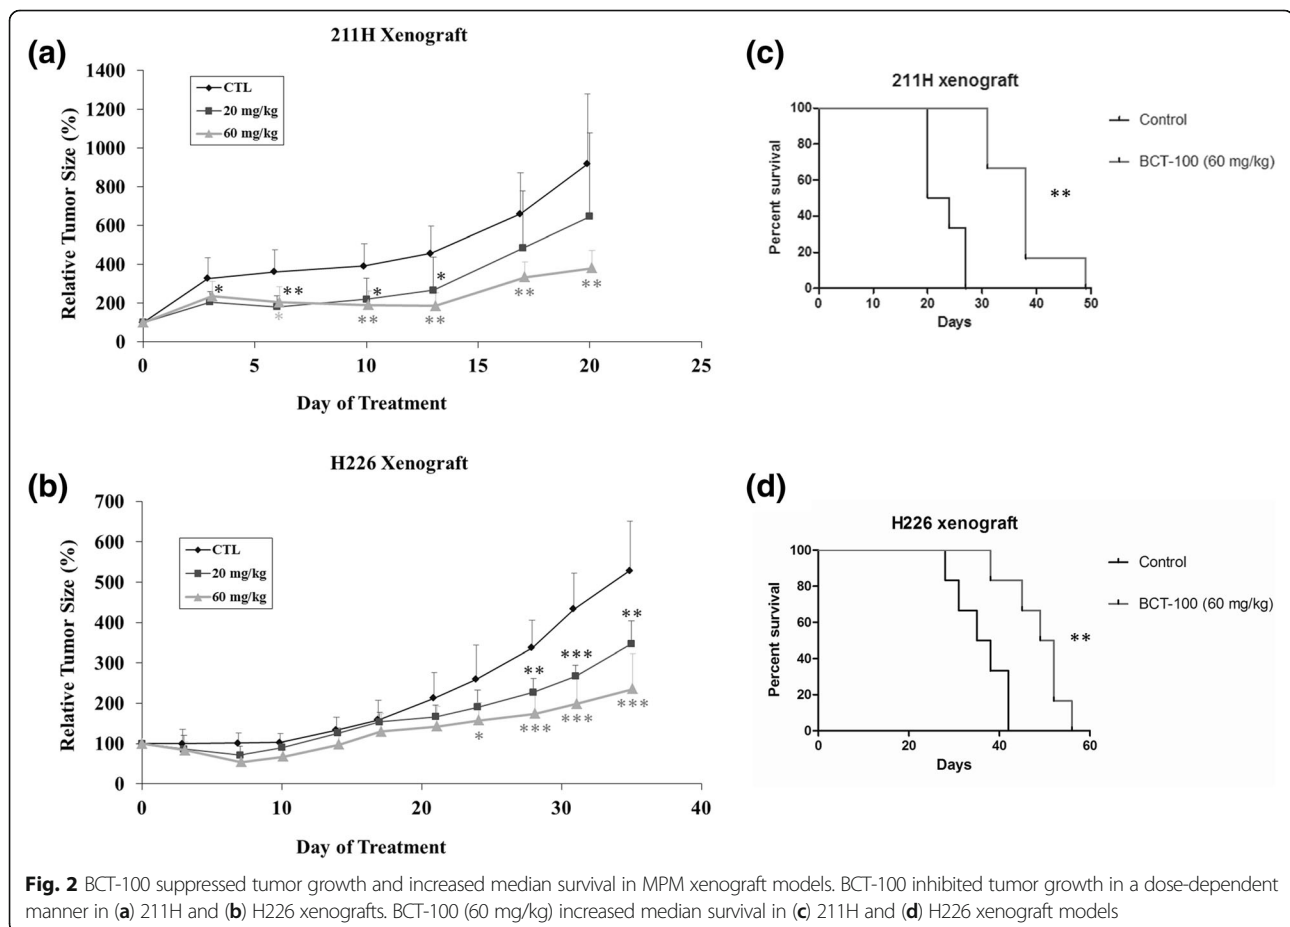 (a)
211H Xenograft
Relative Tumor Size (%)
1400
1200
1000
800
600
400
200
0
CTL
20 mg/kg
60 mg/kg
* ** * *
* ** ** ** **
0 5 10 15 20 25
Day of Treatment
(c)
211H xenograft
Percent survival
100
80
60
40
20
0
Control
BCT-100 (60 mg/kg)
**
0 10 20 30 40 50
Days
(b)
H226 Xenograft
Relative Tumor Size (%)
700
600
500
400
300
200
100
0
CTL
20 mg/kg
60 mg/kg
** *** **
* *** *** ***
0 10 20 30 40
Day of Treatment
(d)
H226 xenograft
Percent survival
100
80
60
40
20
0
Control
BCT-100 (60 mg/kg)
**
0 20 40 60
Days
Fig. 2 BCT-100 suppressed tumor growth and increased median survival in MPM xenograft models. BCT-100 inhibited tumor growth in a dose-dependent
manner in (a) 211H and (b) H226 xenografts. BCT-100 (60 mg/kg) increased median survival in (c) 211H and (d) H226 xenograft models